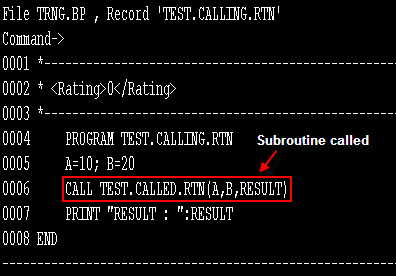 File TRNG.BP , Record 'TEST.CALLING.RTN'
Command->
0001 *-----------------------------------------------
0002 * <Rating>0</Rating>
0003 *-----------------------------------------------
0004 PROGRAM TEST.CALLING.RTN
Subroutine called
0005 A=10; B=20
0006 CALL TEST.CALLED.RTN(A,B,RESULT)
0007 PRINT "RESULT : ":RESULT
0008 END
-----------------------------------------------------